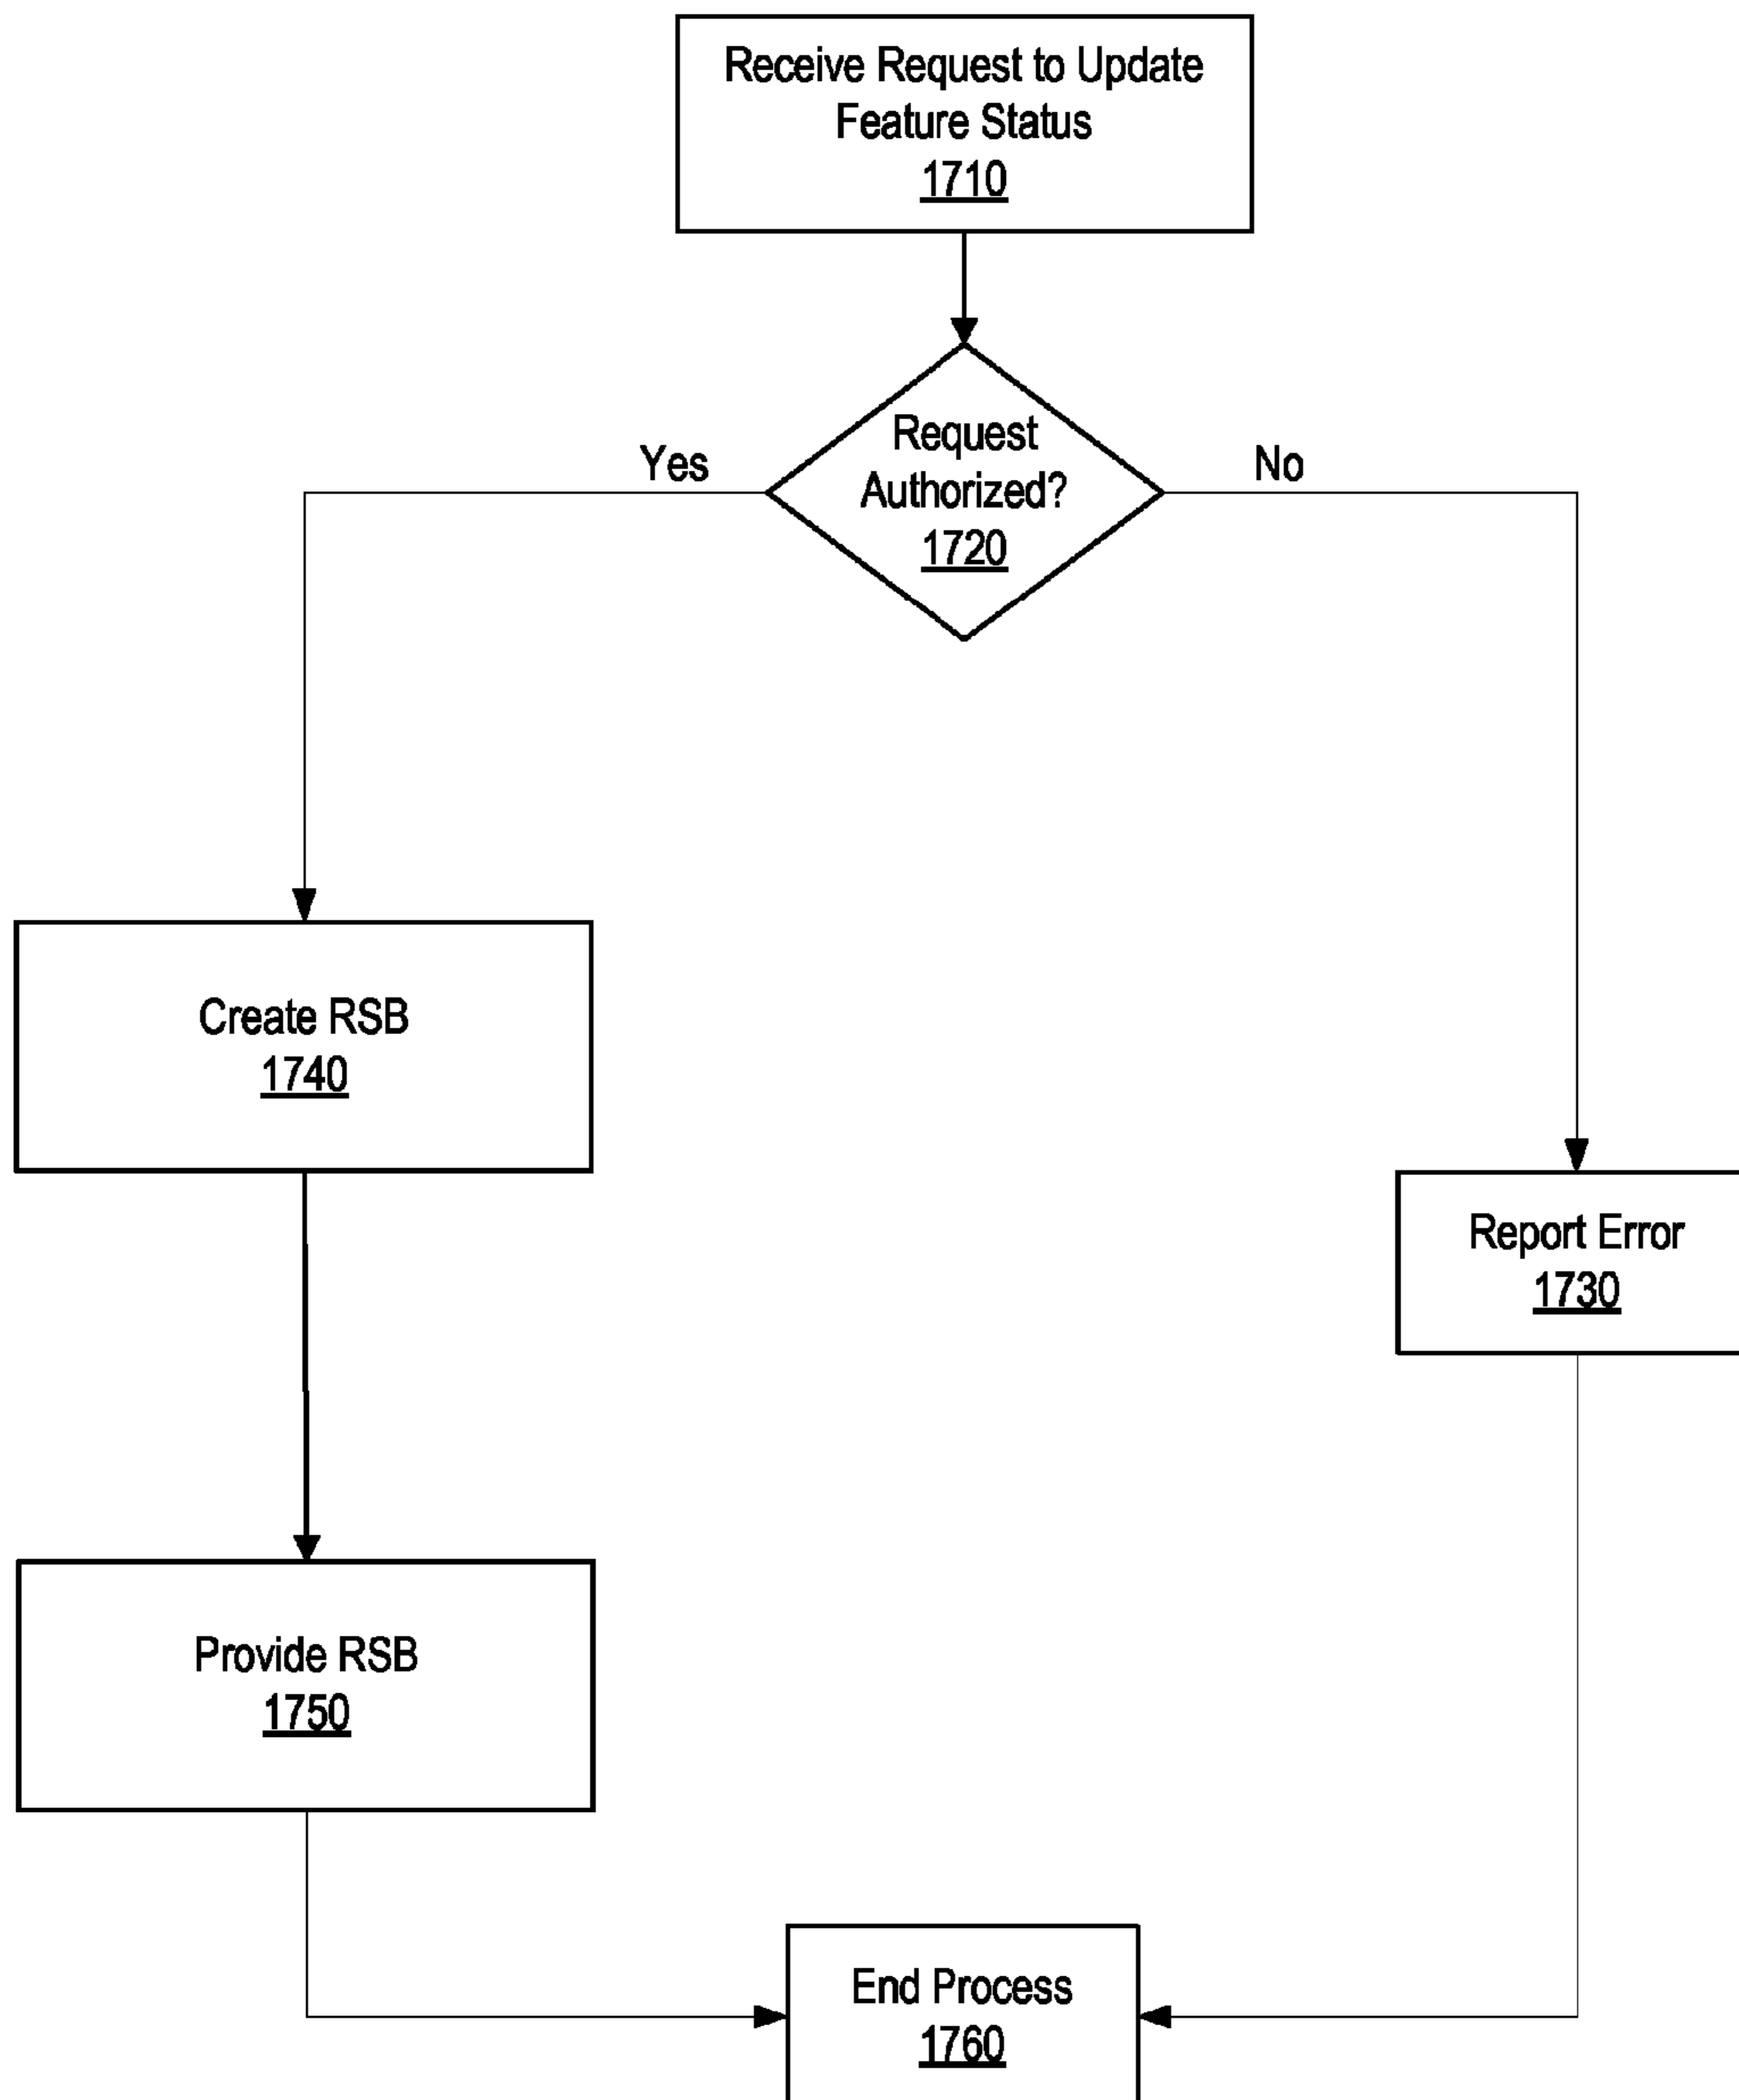 Receive Request to Update
Feature Status
1710
Request
Authorized?
1720
Yes
No
Create RSB
1740
Report Error
1730
Provide RSB
1750
End Process
1760